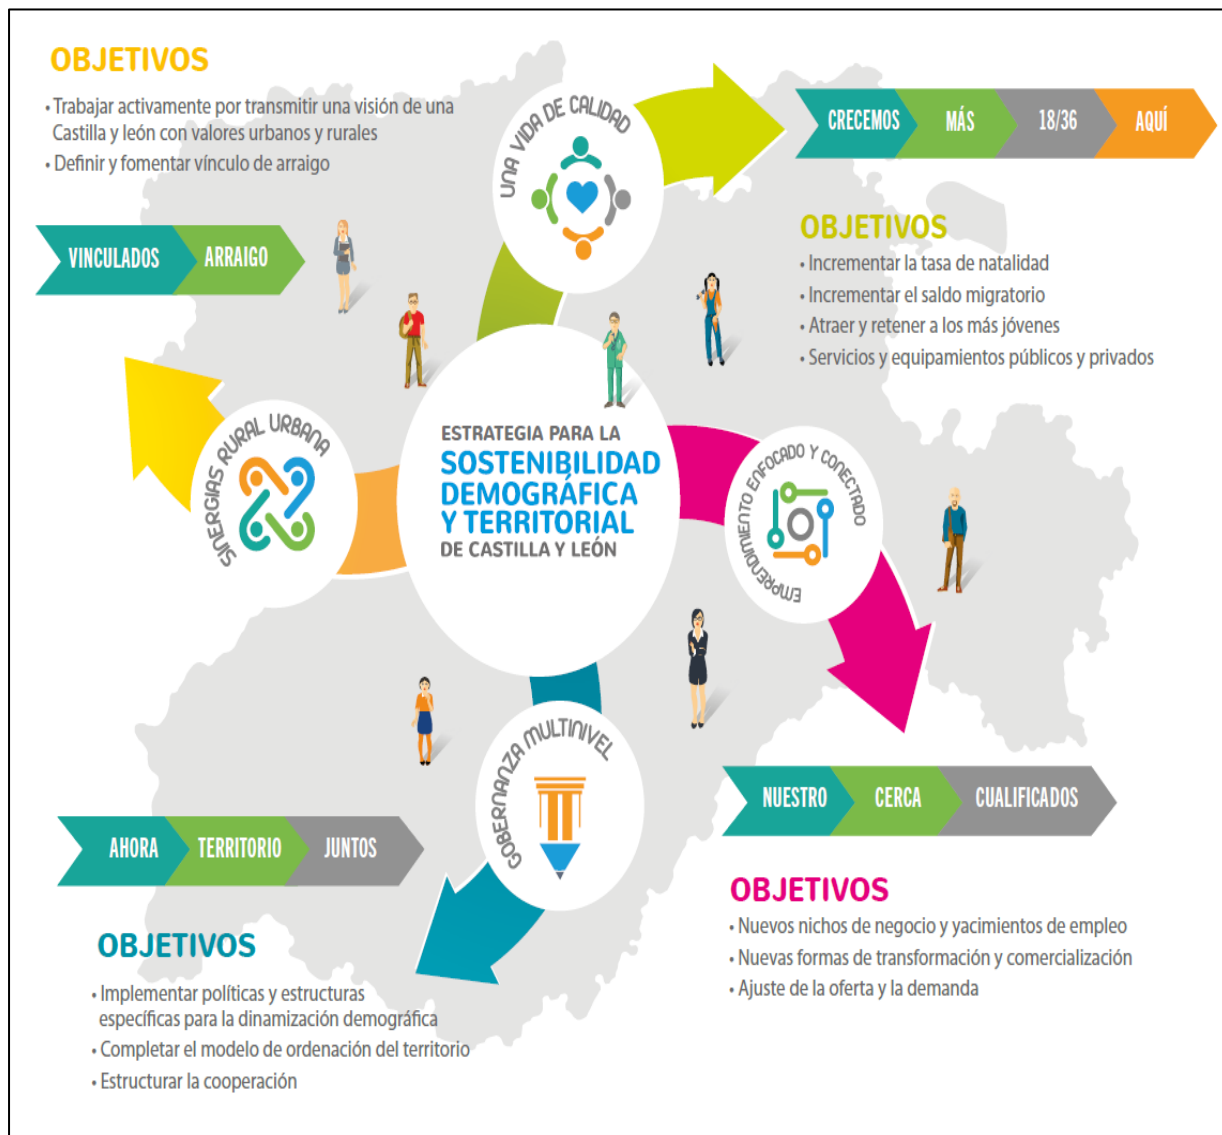 OBJETIVOS
• Trabajar activamente por transmitir una visión de una
Castilla y león con valores urbanos y rurales
• Definir y fomentar vínculo de arraigo
VINCULADOS
ARRAIGO
UNA VIDA DE CALIDAD
CRECEMOS
MÁS
18/36
AQUÍ
OBJETIVOS
• Incrementar la tasa de natalidad
• Incrementar el saldo migratorio
• Atraer y retener a los más jóvenes
• Servicios y equipamientos públicos y privados
SINERGIAS RURAL URBANA
ESTRATEGIA PARA LA
SOSTENIBILIDAD
DEMOGRÁFICA
Y TERRITORIAL
DE CASTILLA Y LEÓN
EMPRENDIMIENTO ENFOCADO Y CONECTADO
GOBERNANZA MULTINIVEL
AHORA
TERRITORIO
JUNTOS
OBJETIVOS
• Implementar políticas y estructuras
específicas para la dinamización demográfica
• Completar el modelo de ordenación del territorio
• Estructurar la cooperación
NUESTRO
CERCA
CUALIFICADOS
OBJETIVOS
• Nuevos nichos de negocio y yacimientos de empleo
• Nuevas formas de transformación y comercialización
• Ajuste de la oferta y la demanda